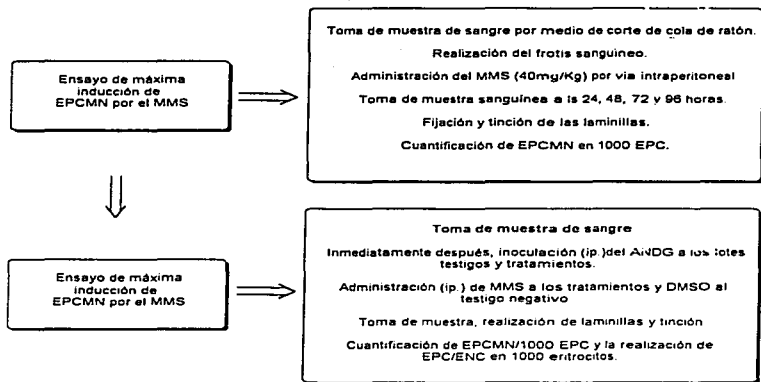 Ensayo de máxima
inducción de
EPCMN por el MMS
Toma de muestra de sangre por medio de corte de cola de ratón.
Realización del frotis sanguineo.
Administración del MMS (40mg/Kg) por via intraperitoneal
Toma de muestra sanguínea a ls 24, 48, 72 y 96 horas.
Fijación y tinción de las laminillas.
Cuantificación de EPCMN en 1000 EPC.
Ensayo de máxima
inducción de
EPCMN por el MMS
Toma de muestra de sangre
Inmediatamente después, inoculación (ip.)del ANDG a los lotes
testigos y tratamientos.
Administración (ip.) de MMS a los tratamientos y DMSO al
testigo negativo
Toma de muestra, realización de laminillas y tinción
Cuantificación de EPCMN/1000 EPC y la realización de
EPC/ENC en 1000 eritrocitos.